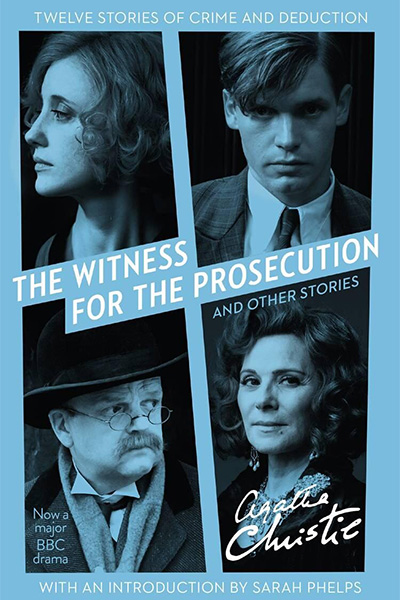 TWELVE STORIES OF CRIME AND DEDUCTION
THE WITNESS
FOR THE PROSECUTION
AND OTHER STORIES
Now a
major
BBC
drama
Agatha
Christie
WITH AN INTRODUCTION BY SARAH PHELPS